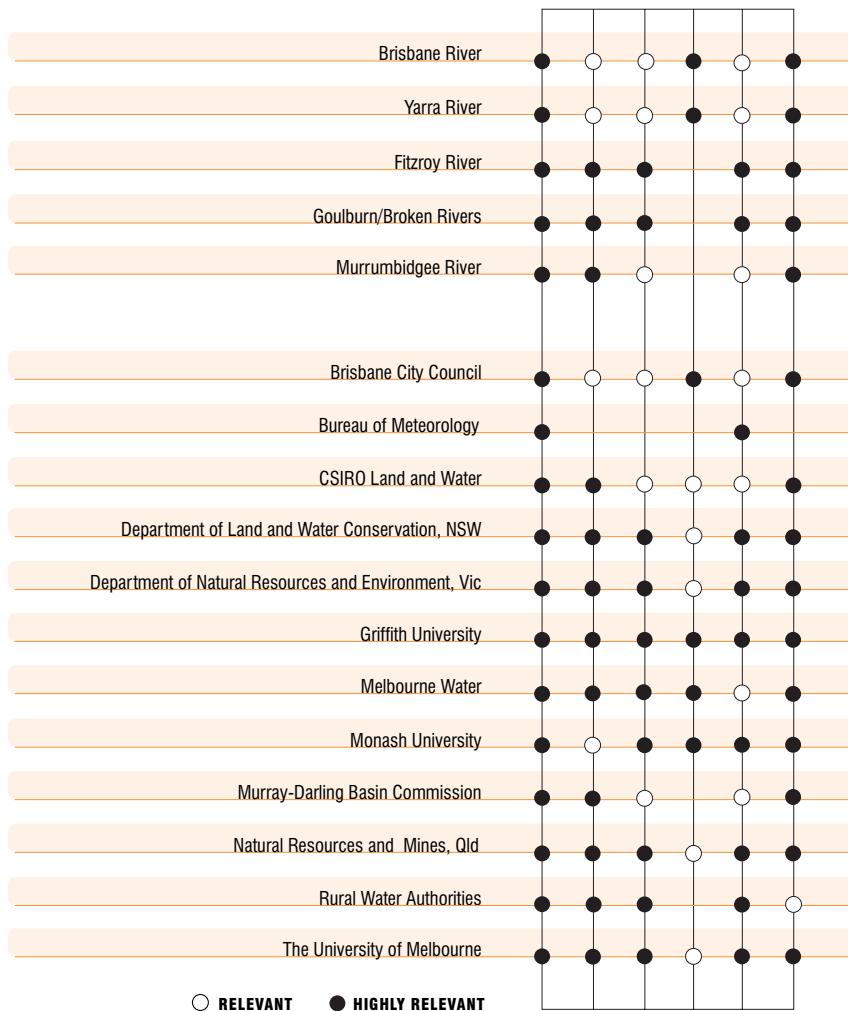 Brisbane River
Yarra River
Fitzroy River
Goulburn/Broken Rivers
Murrumbidgee River
Brisbane City Council
Bureau of Meteorology
CSIRO Land and Water
Department of Land and Water Conservation, NSW
Department of Natural Resources and Environment, Vic
Griffith University
Melbourne Water
Monash University
Murray-Darling Basin Commission
Natural Resources and Mines, Qld
Rural Water Authorities
The University of Melbourne
RELEVANT HIGHLY RELEVANT